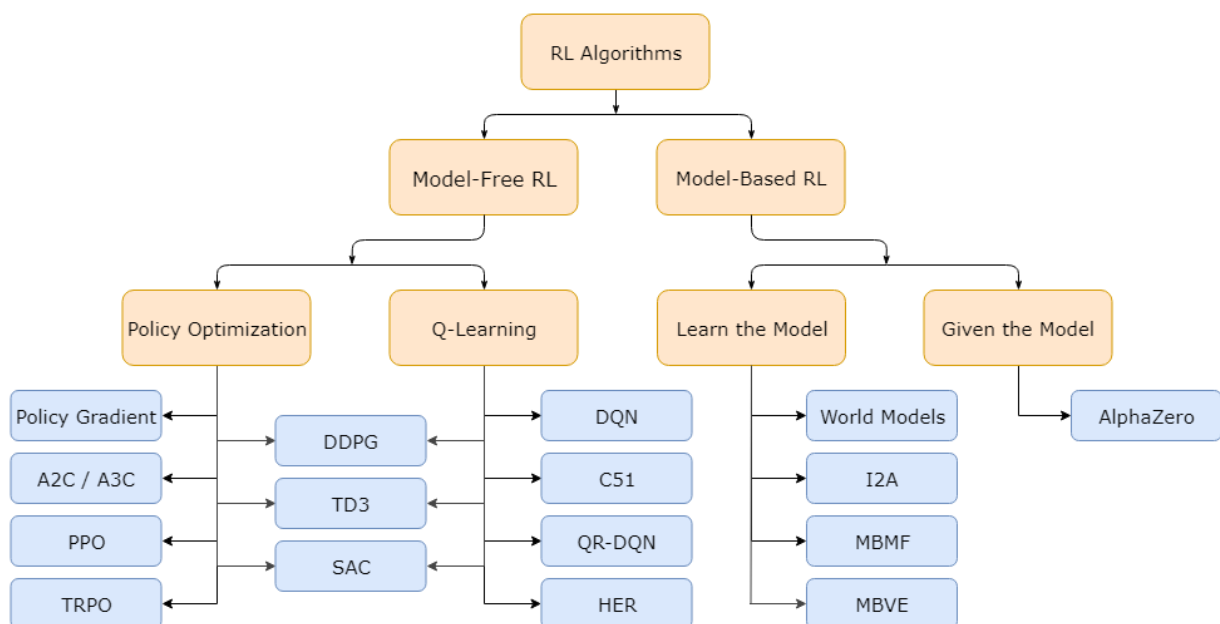 RL Algorithms
Model-Free RL
Model-Based RL
Policy Optimization
Q-Learning
Learn the Model
Given the Model
Policy Gradient
DDPG
DQN
World Models
AlphaZero
A2C / A3C
TD3
C51
I2A
PPO
SAC
QR-DQN
MBMF
TRPO
HER
MBVE